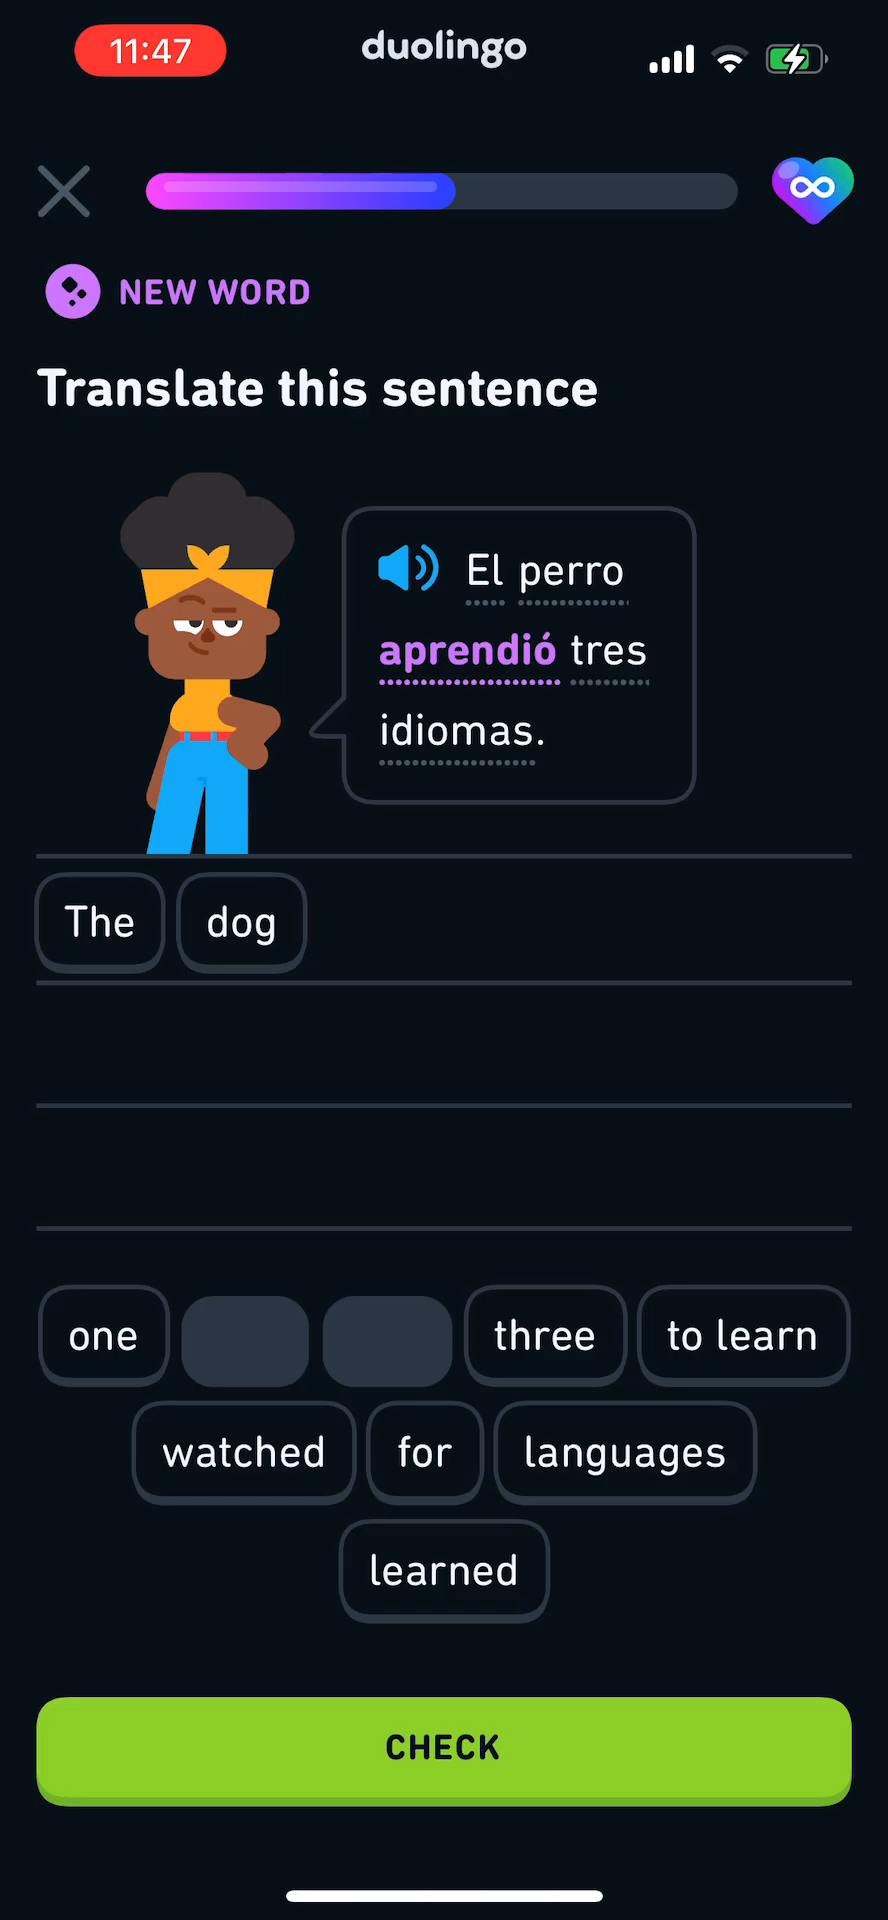 11:47
duolingo
NEW WORD
Translate this sentence
El perro
aprendió tres
idiomas.
The dog
one three to learn
watched for languages
learned
CHECK